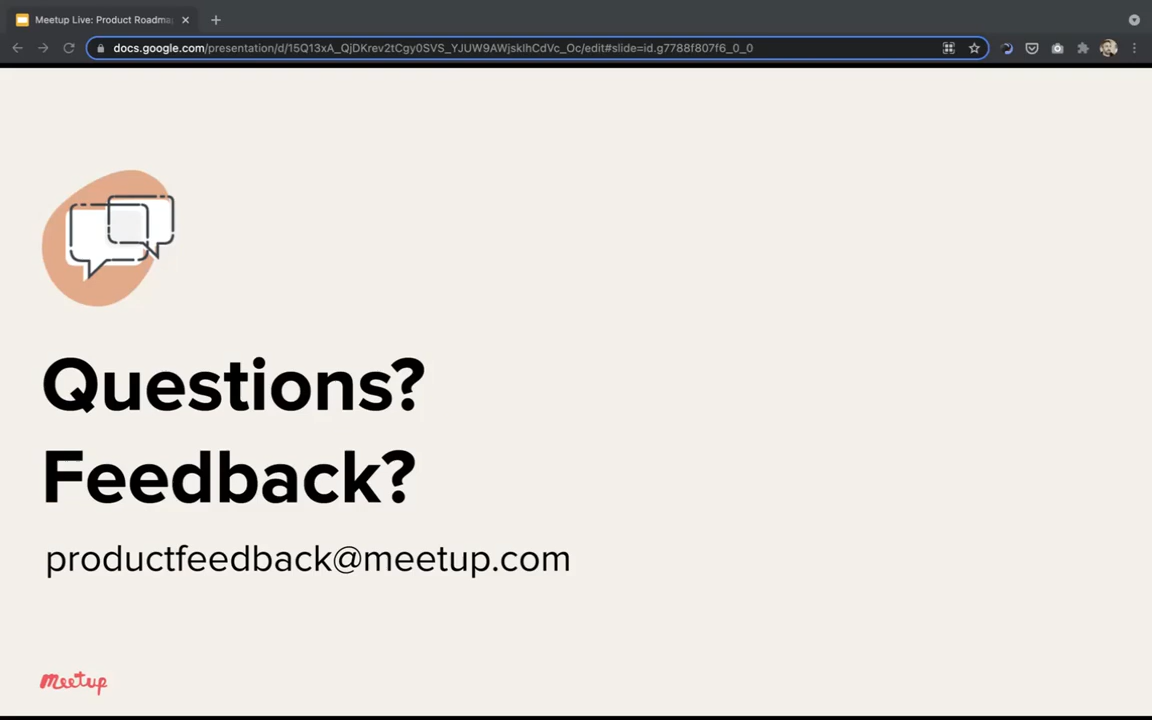 Meetup Live: Product Roadma
docs.google.com/presentation/d/15Q13xA_QjDKrev2tCgy0SVS_YJUW9AWjsklhCdVc_Oc/edit#slide=id.g7788f807f6_0_0
Questions?
Feedback?
productfeedback@meetup.com
meetup